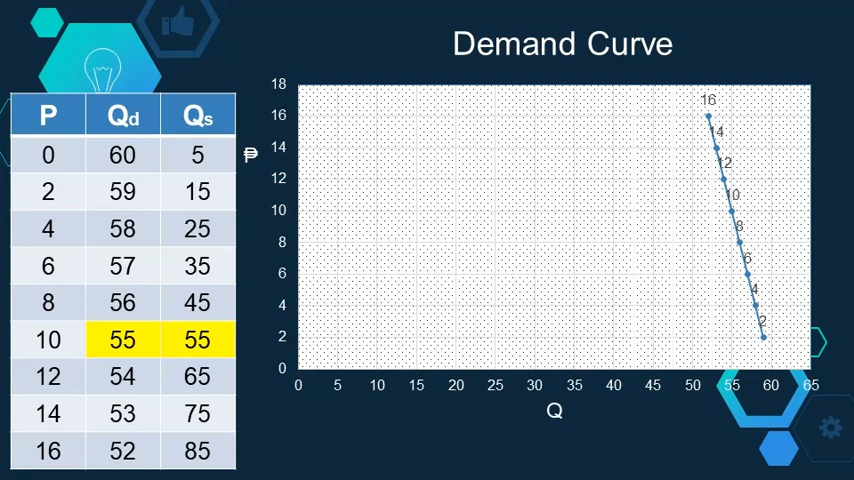 Demand Curve
P Qd Qs
0 60 5
2 59 15
4 58 25
6 57 35
8 56 45
10 55 55
12 54 65
14 53 75
16 52 85
₱
18
16
14
12
10
8
6
4
2
0
16
14
12
10
8
6
4
2
0 5 10 15 20 25 30 35 40 45 50 55 60 65
Q